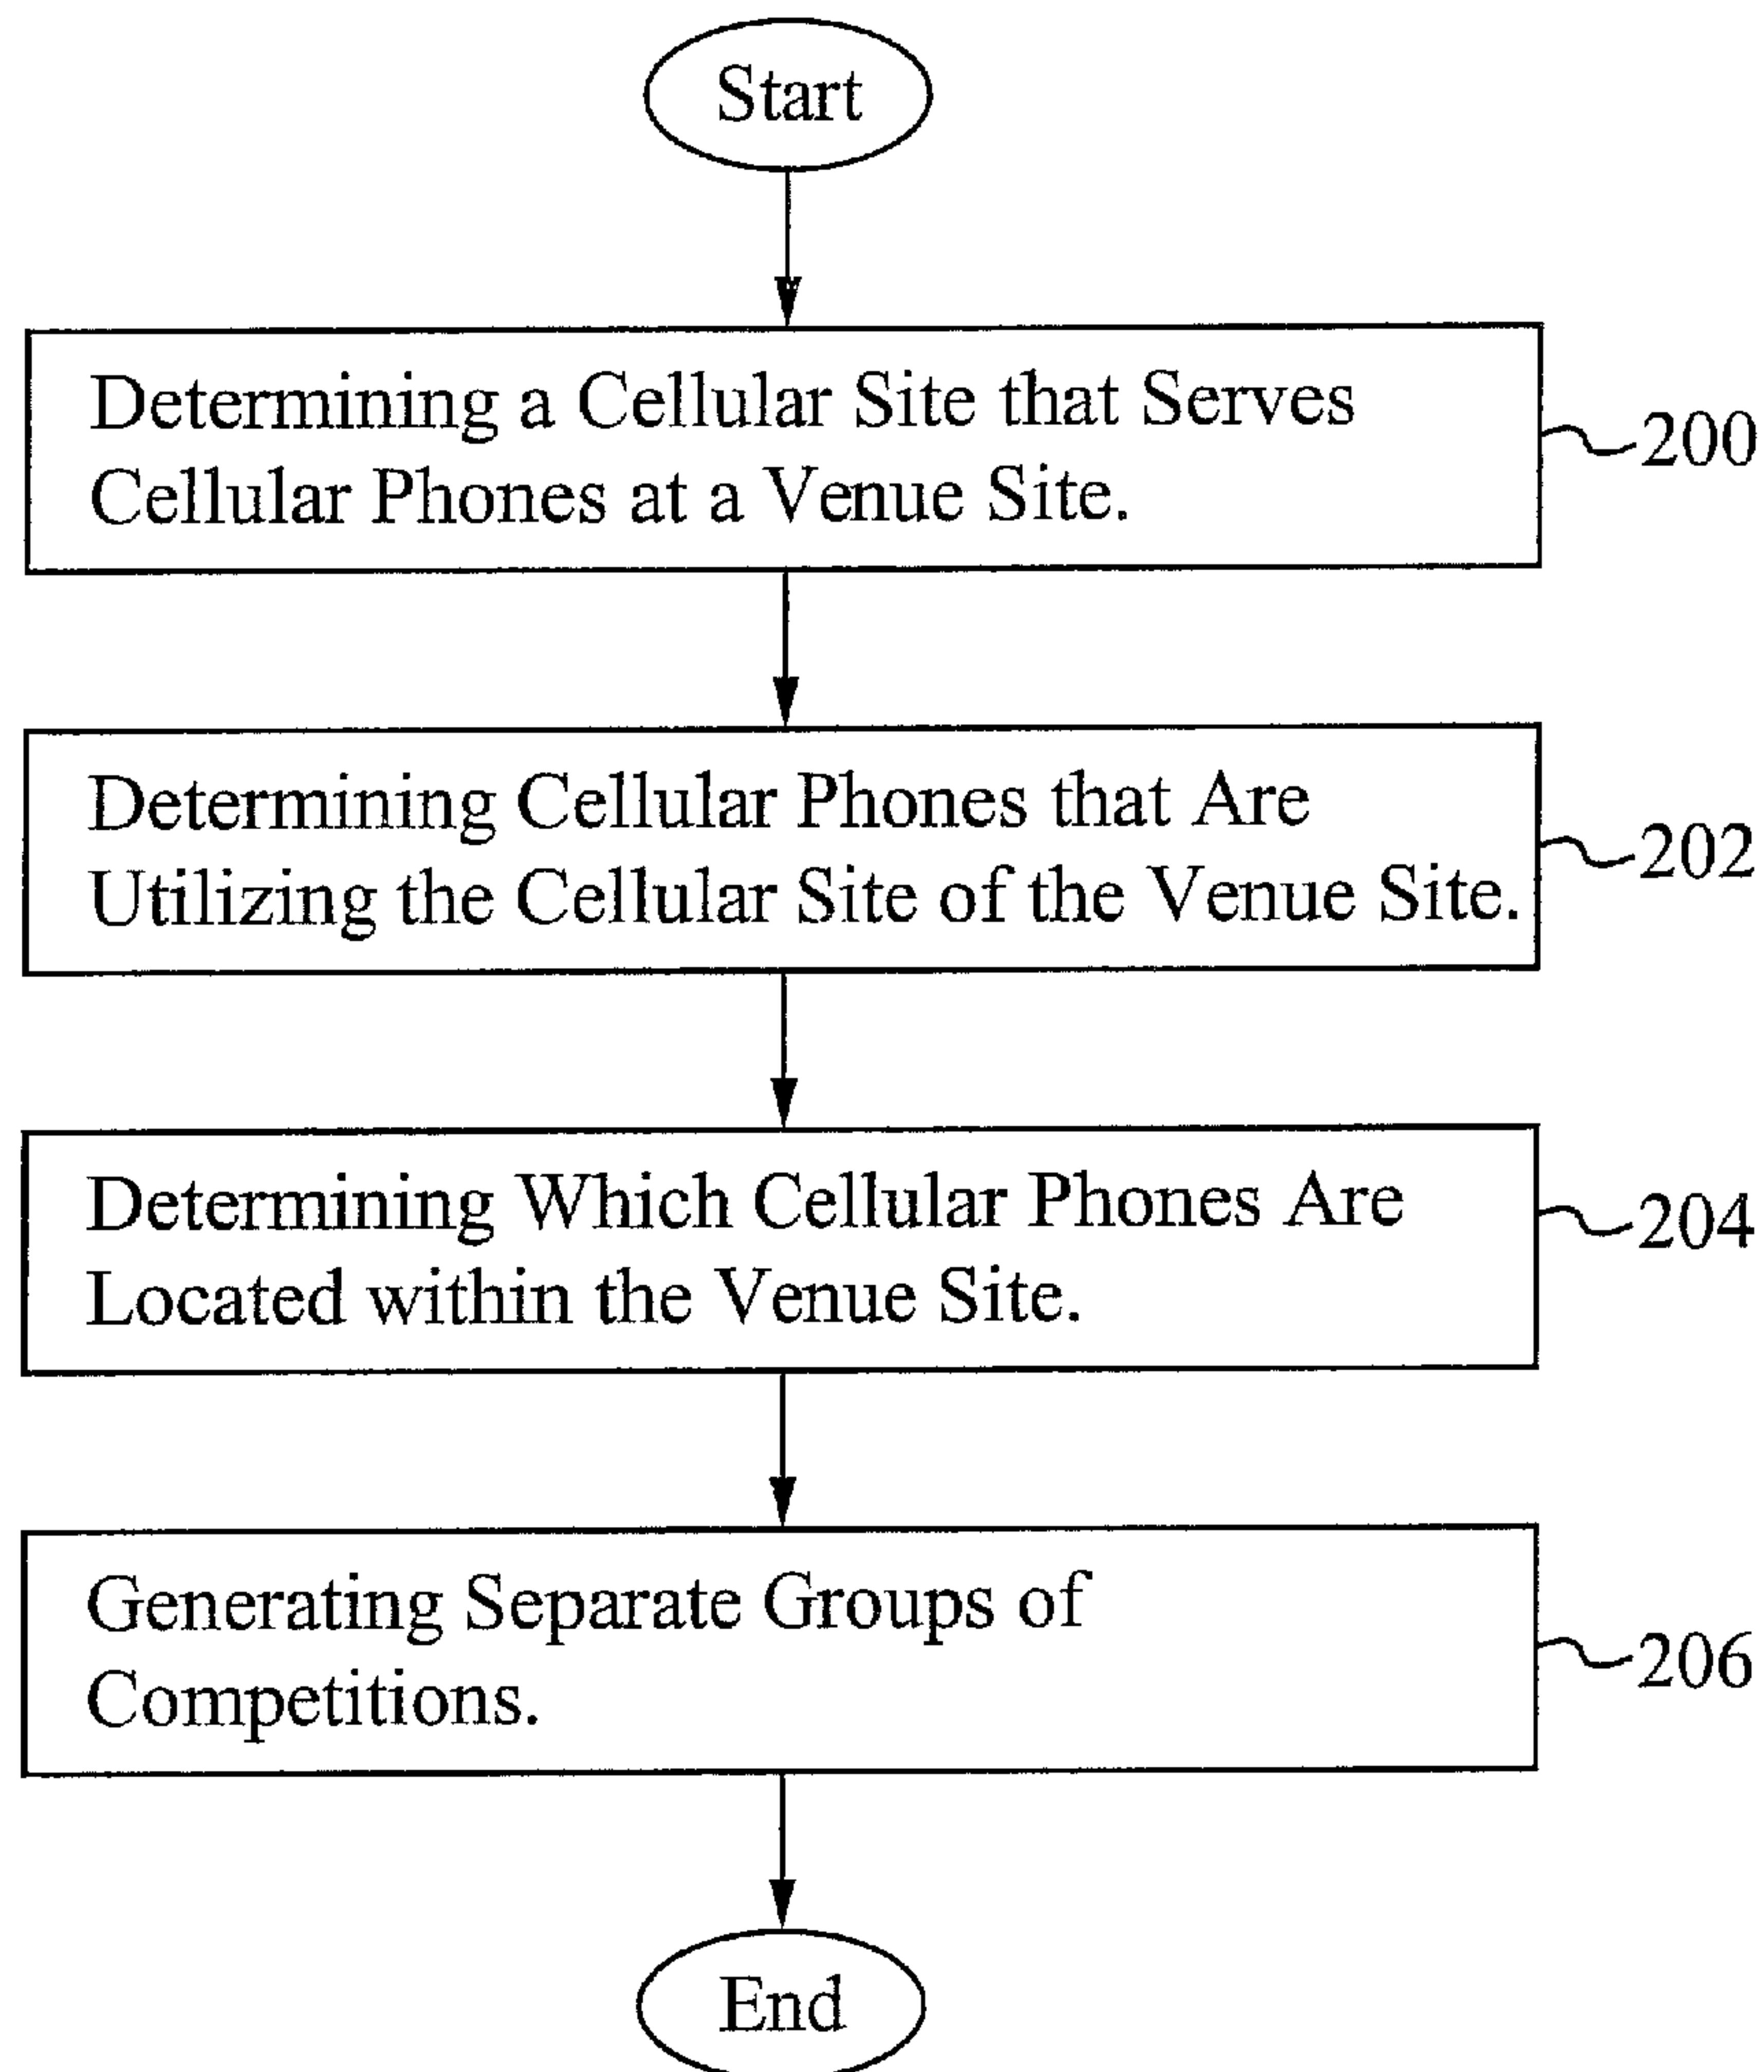 Start
Determining a Cellular Site that Serves
Cellular Phones at a Venue Site.
200
Determining Cellular Phones that Are
Utilizing the Cellular Site of the Venue Site.
202
Determining Which Cellular Phones Are
Located within the Venue Site.
204
Generating Separate Groups of
Competitions.
206
End